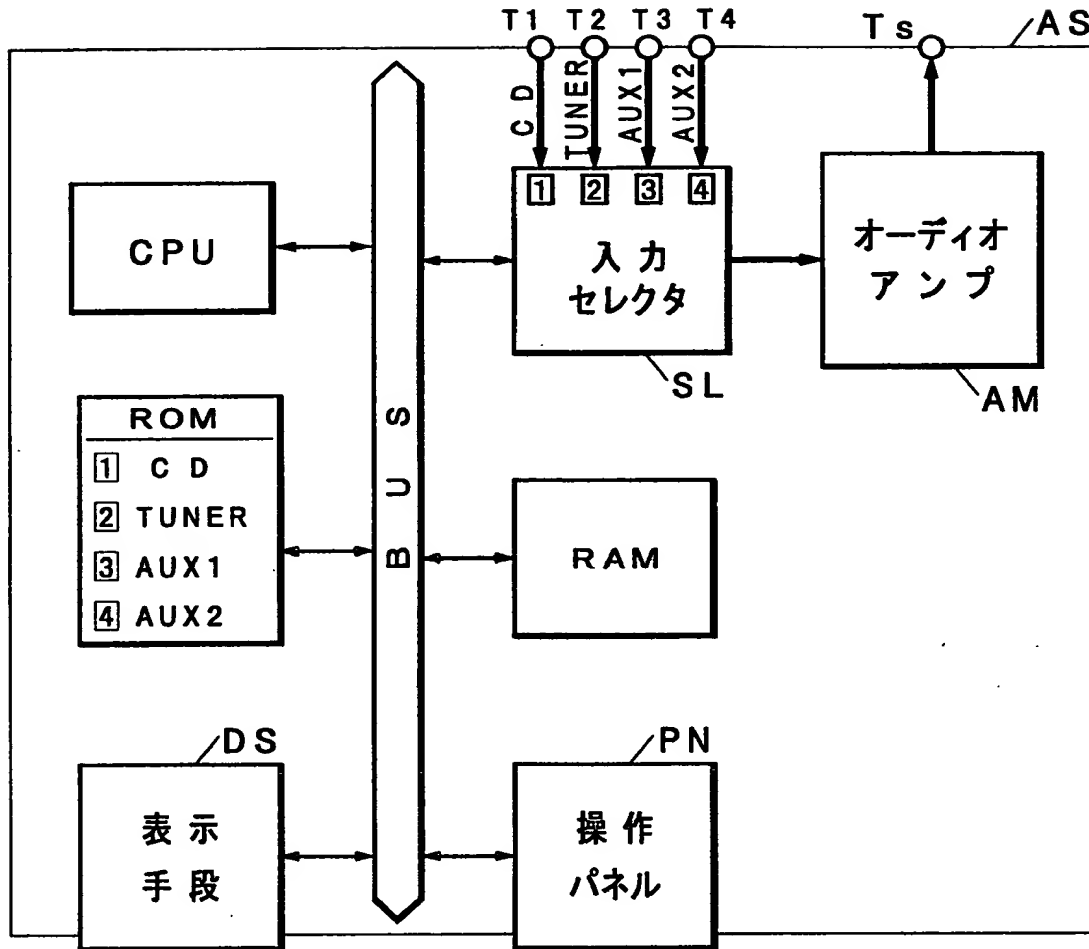 T1 T2 T3 T4 Ts AS
CD
TUNER
AUX1
AUX2
1 2 3 4
入力
セレクタ
SL
オーディオ
アンプ
AM
CPU
BUS
ROM
1 CD
2 TUNER
3 AUX1
4 AUX2
RAM
DS
表示
手段
PN
操作
パネル